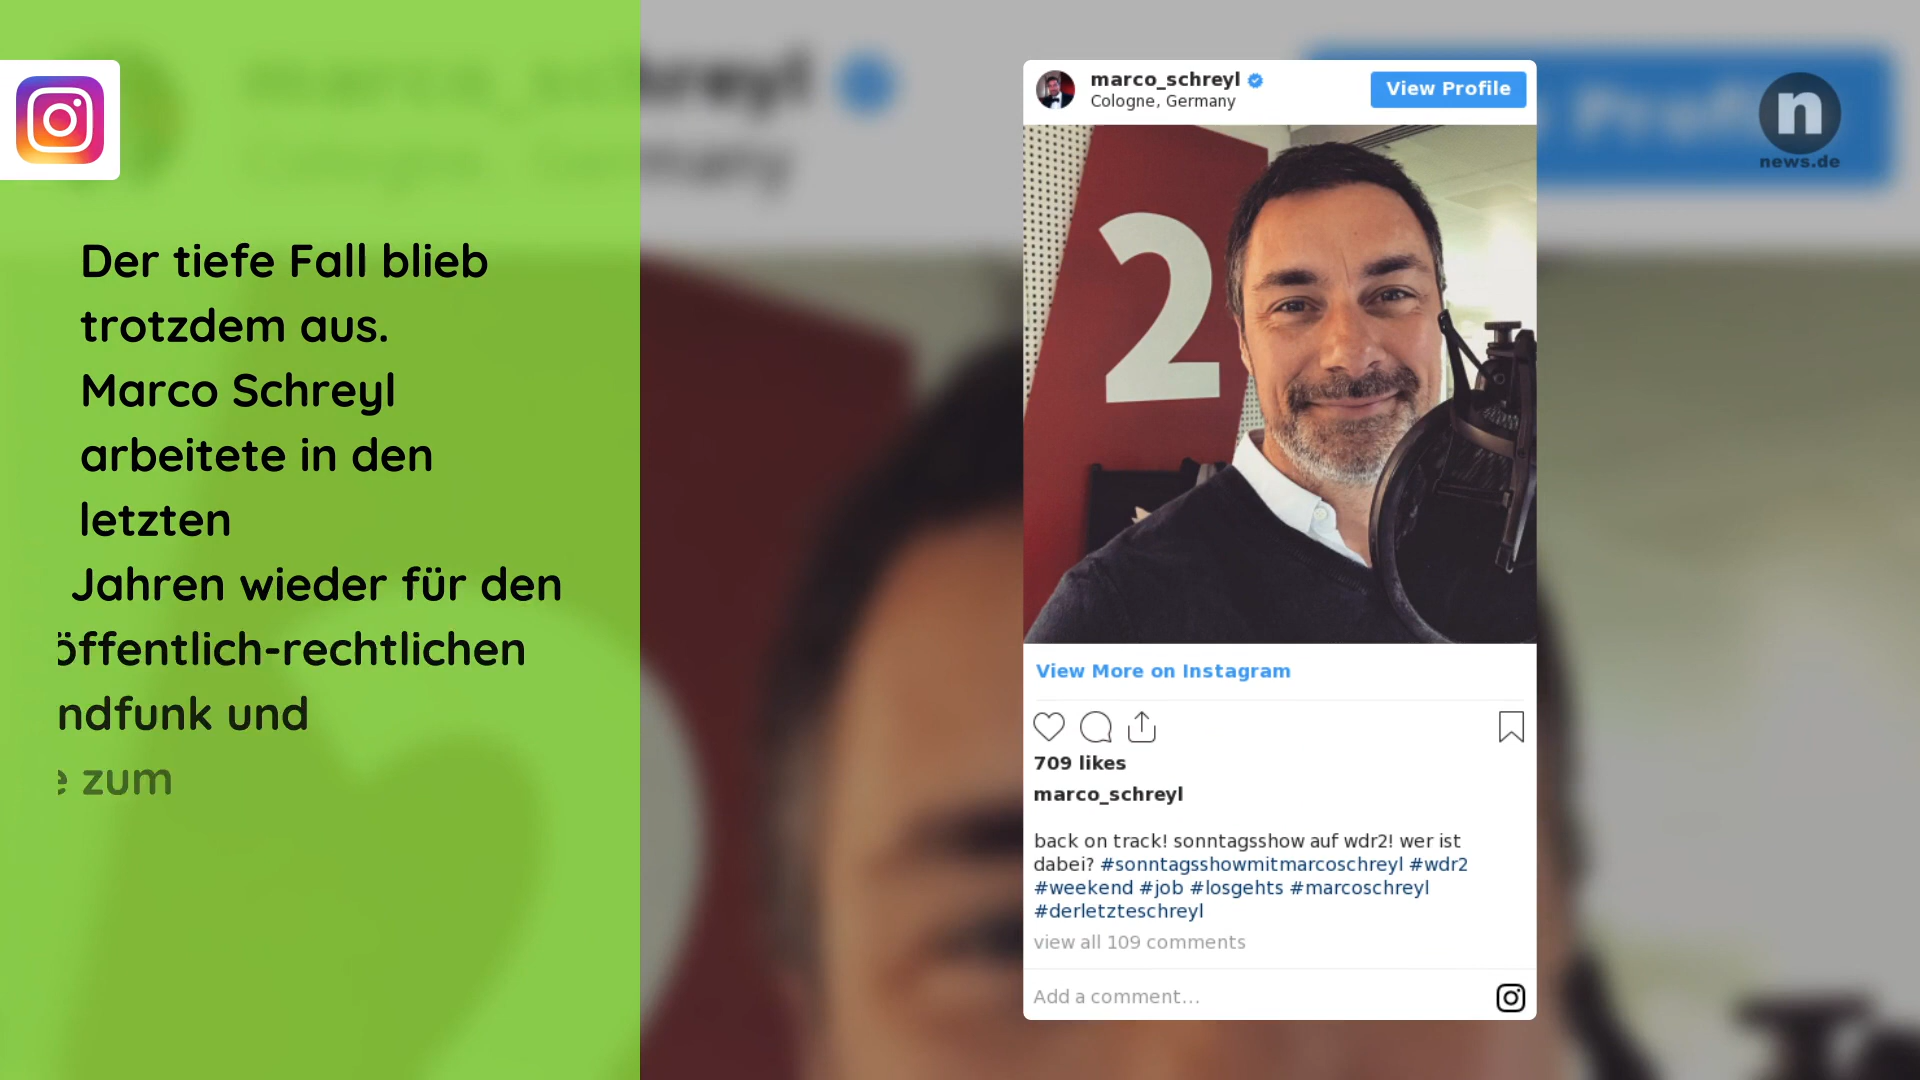 Der tiefe Fall blieb
trotzdem aus.
Marco Schreyl
arbeitete in den
letzten
Jahren wieder für den
öffentlich-rechtlichen
ndfunk und
e zum
marco_schreyl
Cologne, Germany
View Profile
2
View More on Instagram
709 likes
marco_schreyl
back on track! sonntagsshow auf wdr2! wer ist
dabei? #sonntagsshowmitmarcoschreyl #wdr2
#weekend #job #losgehts #marcoschreyl
#derletzteschreyl
view all 109 comments
Add a comment...
n
news.de